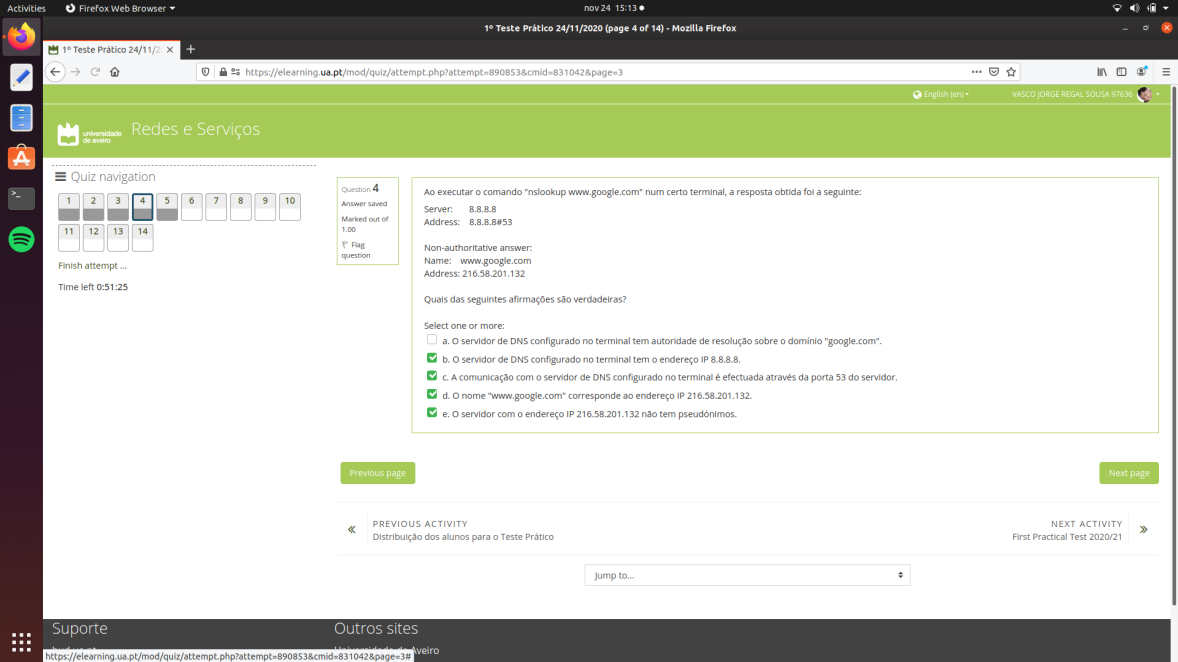 Activities
Firefox Web Browser
nov 24 15:13
1º Teste Prático 24/11/2020 (page 4 of 14) - Mozilla Firefox
1º Teste Prático 24/11/2
https://elearning.ua.pt/mod/quiz/attempt.php?attempt=890853&cmid=831042&page=3
English (en)
VASCO JORGE REGAL SOUSA 97636
universidade
de aveiro
Redes e Serviços
Quiz navigation
1 2 3 4 5 6 7 8 9 10
11 12 13 14
Finish attempt ...
Time left 0:51:25
Question 4
Answer saved
Marked out of
1.00
Flag
question
Ao executar o comando "nslookup www.google.com" num certo terminal, a resposta obtida foi a seguinte:
Server: 8.8.8.8
Address: 8.8.8.8#53
Non-authoritative answer:
Name: www.google.com
Address: 216.58.201.132
Quais das seguintes afirmações são verdadeiras?
Select one or more:
a. O servidor de DNS configurado no terminal tem autoridade de resolução sobre o domínio "google.com".
b. O servidor de DNS configurado no terminal tem o endereço IP 8.8.8.8.
c. A comunicação com o servidor de DNS configurado no terminal é efectuada através da porta 53 do servidor.
d. O nome "www.google.com" corresponde ao endereço IP 216.58.201.132.
e. O servidor com o endereço IP 216.58.201.132 não tem pseudónimos.
Previous page
Next page
PREVIOUS ACTIVITY
Distribuição dos alunos para o Teste Prático
NEXT ACTIVITY
First Practical Test 2020/21
Jump to...
Suporte
Outros sites
Aveiro
https://elearning.ua.pt/mod/quiz/attempt.php?attempt=890853&cmid=831042&page=3#